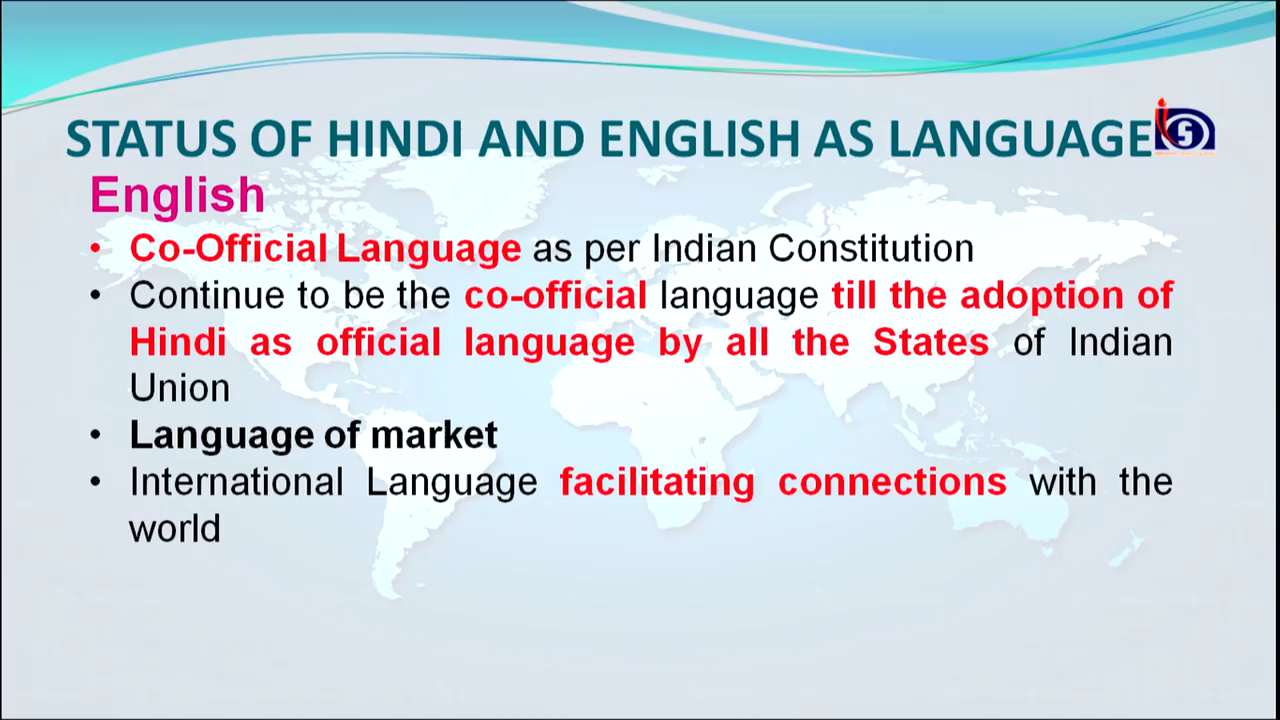 STATUS OF HINDI AND ENGLISH AS LANGUAGE
English
• Co-Official Language as per Indian Constitution
• Continue to be the co-official language till the adoption of
Hindi as official language by all the States of Indian
Union
• Language of market
• International Language facilitating connections with the
world